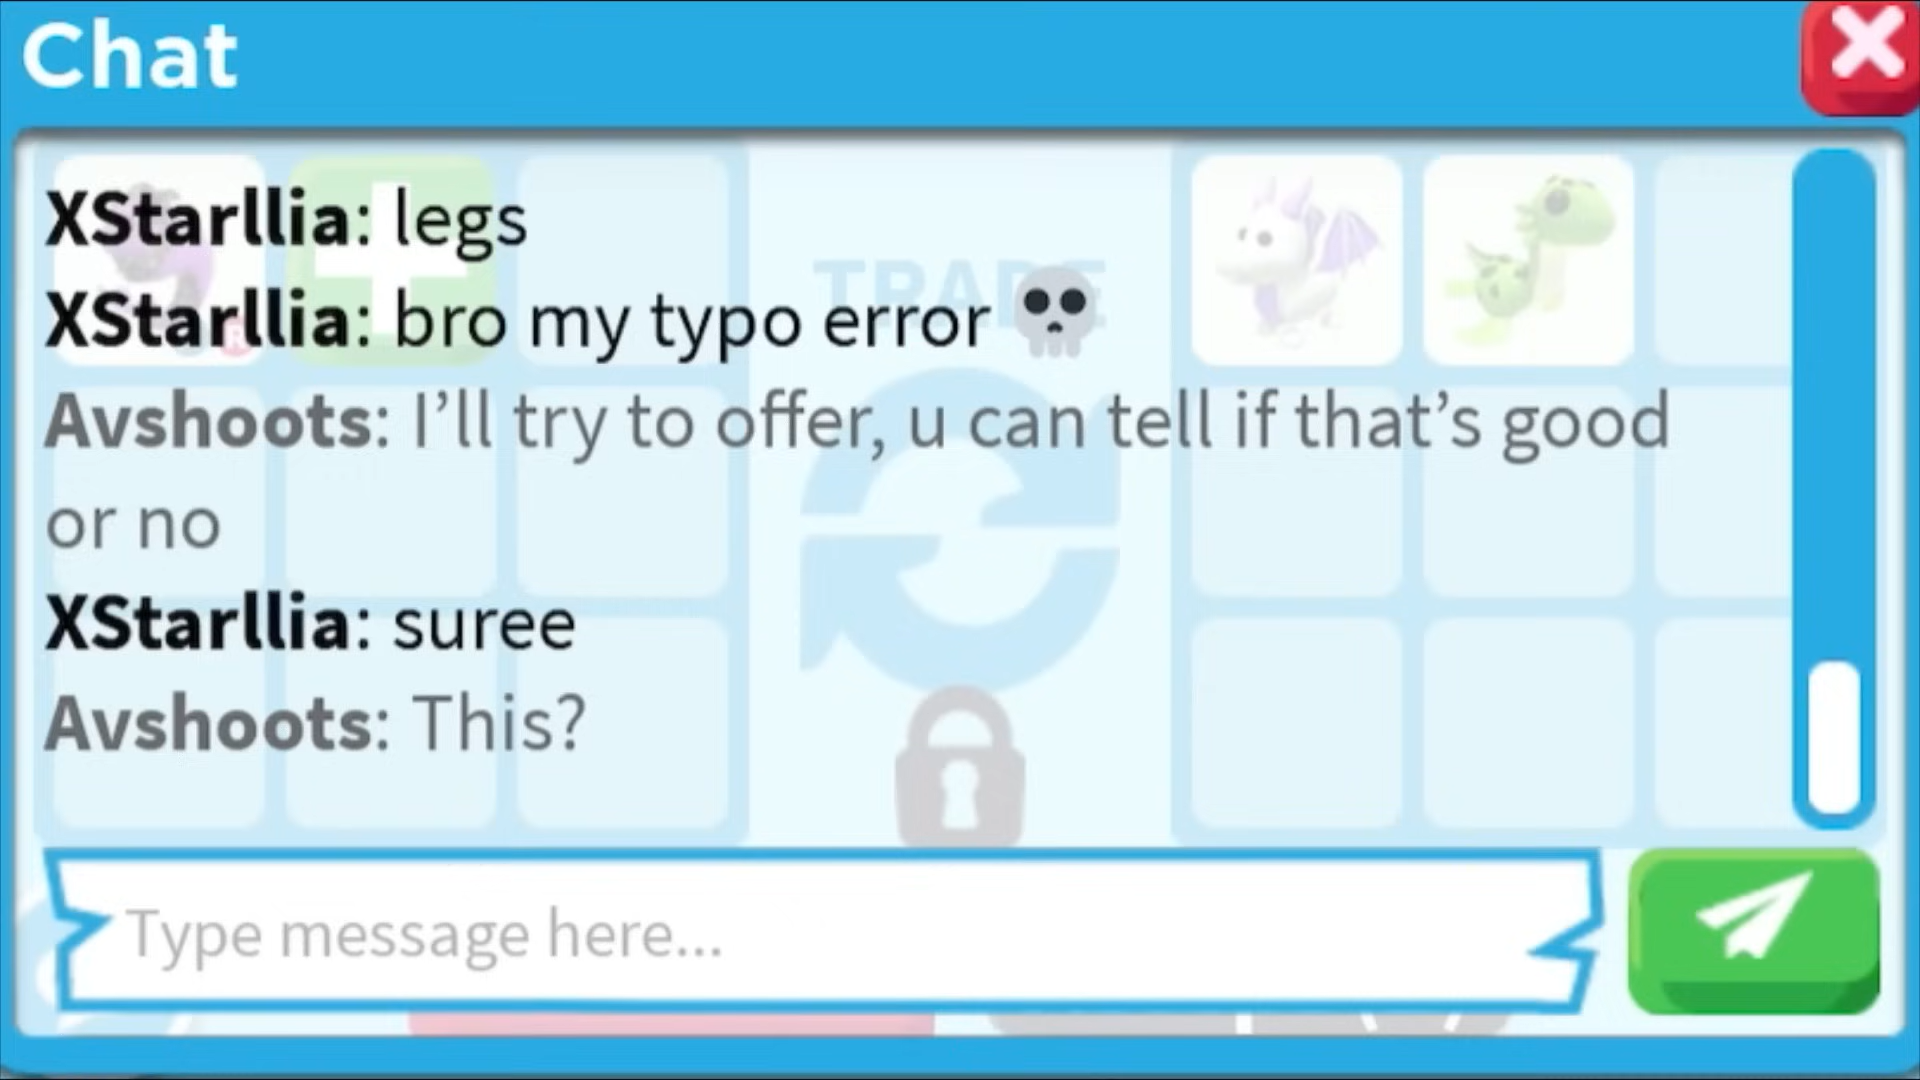 Chat
XStarllia: legs
XStarllia: bro my typo error 💀
Avshoots: I’ll try to offer, u can tell if that’s good
or no
XStarllia: suree
Avshoots: This?
TRADE
R
Type message here...